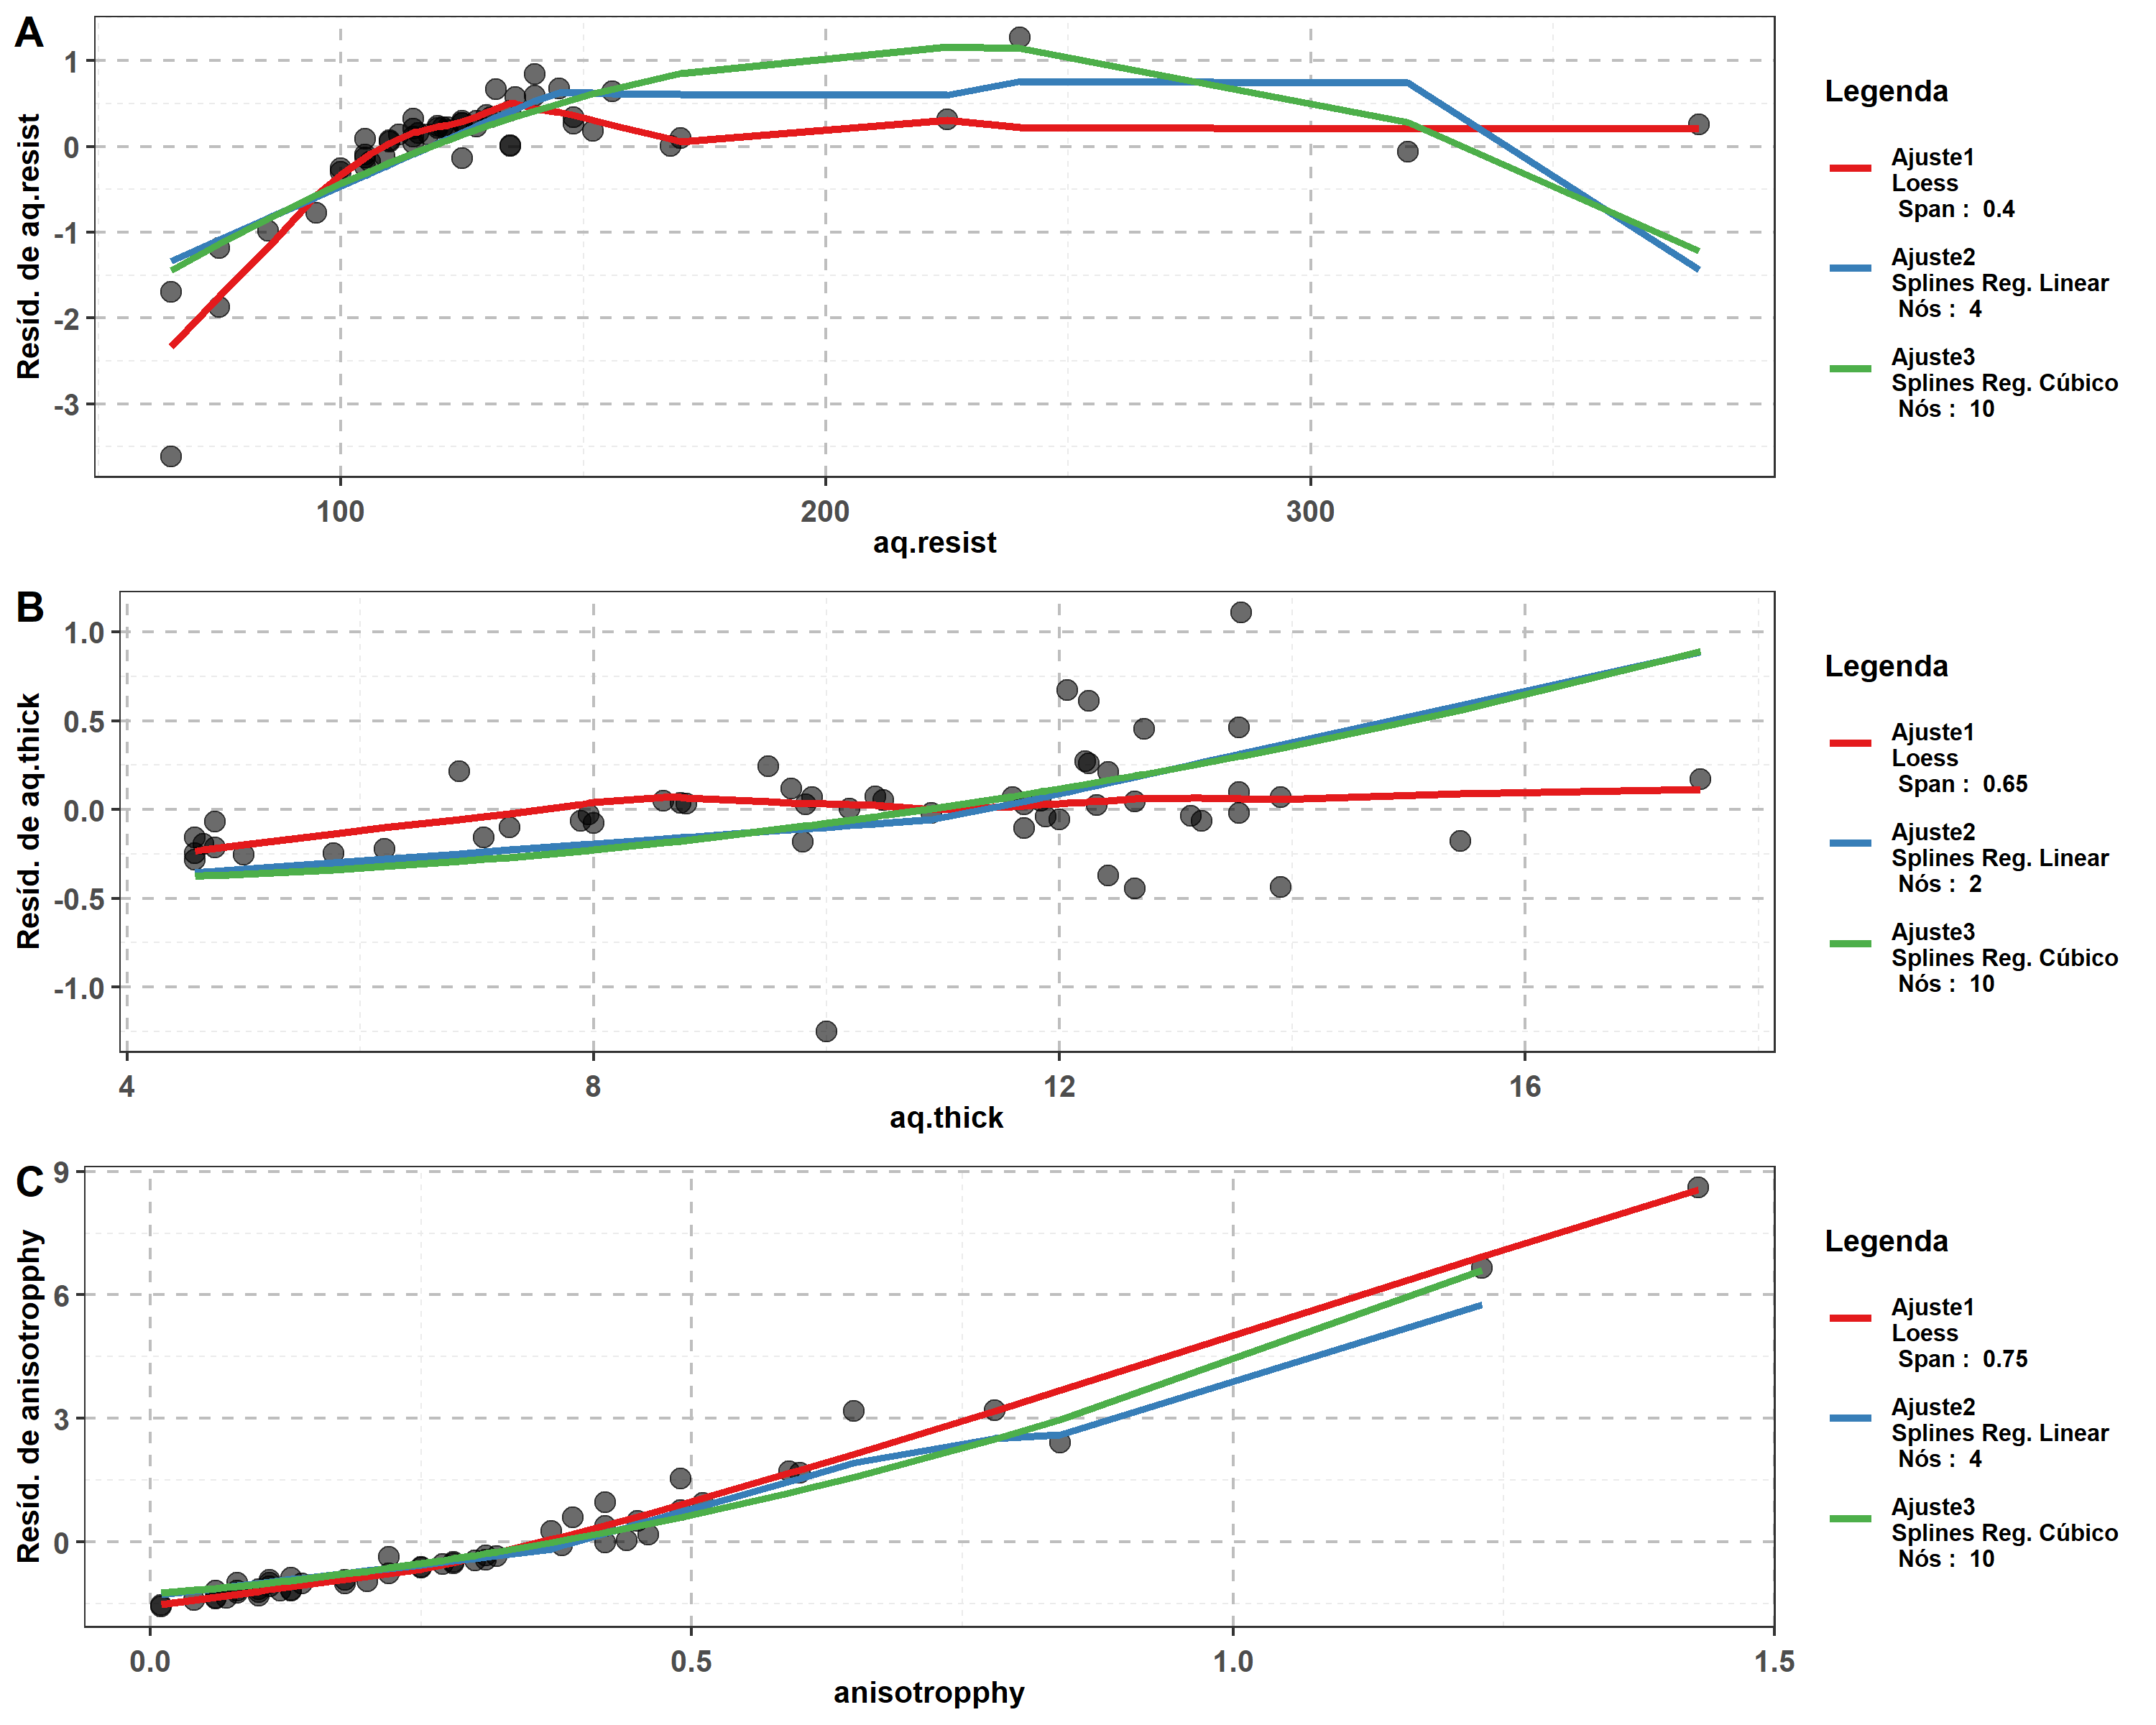 A
Resíd. de aq.resist
1
0
-1
-2
-3
100
200
300
aq.resist
Legenda
Ajuste1
Loess
Span : 0.4
Ajuste2
Splines Reg. Linear
Nós : 4
Ajuste3
Splines Reg. Cúbico
Nós : 10
B
Resíd. de aq.thick
1.0
0.5
0.0
-0.5
-1.0
4
8
12
16
aq.thick
Legenda
Ajuste1
Loess
Span : 0.65
Ajuste2
Splines Reg. Linear
Nós : 2
Ajuste3
Splines Reg. Cúbico
Nós : 10
C
Resíd. de anisotropphy
9
6
3
0
0.0
0.5
1.0
1.5
anisotropphy
Legenda
Ajuste1
Loess
Span : 0.75
Ajuste2
Splines Reg. Linear
Nós : 4
Ajuste3
Splines Reg. Cúbico
Nós : 10